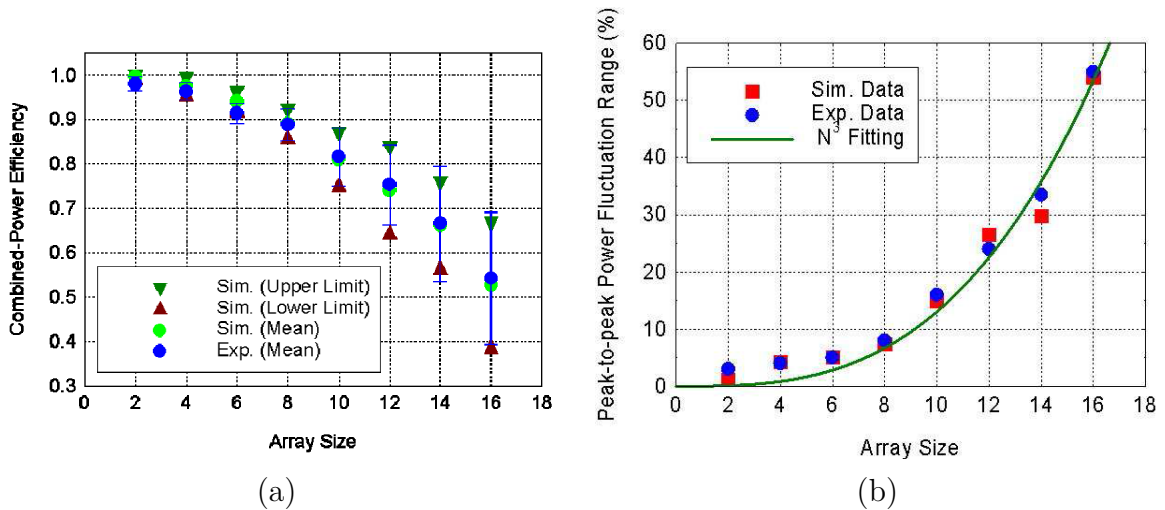 Combined-Power Efficiency
1.0
0.9
0.8
0.7
0.6
0.5
0.4
0.3
Sim. (Upper Limit)
Sim. (Lower Limit)
Sim. (Mean)
Exp. (Mean)
0 2 4 6 8 10 12 14 16 18
Array Size
(a)
Peak-to-peak Power Fluctuation Range (%)
60
50
40
30
20
10
0
Sim. Data
Exp. Data
N³ Fitting
0 2 4 6 8 10 12 14 16 18
Array Size
(b)